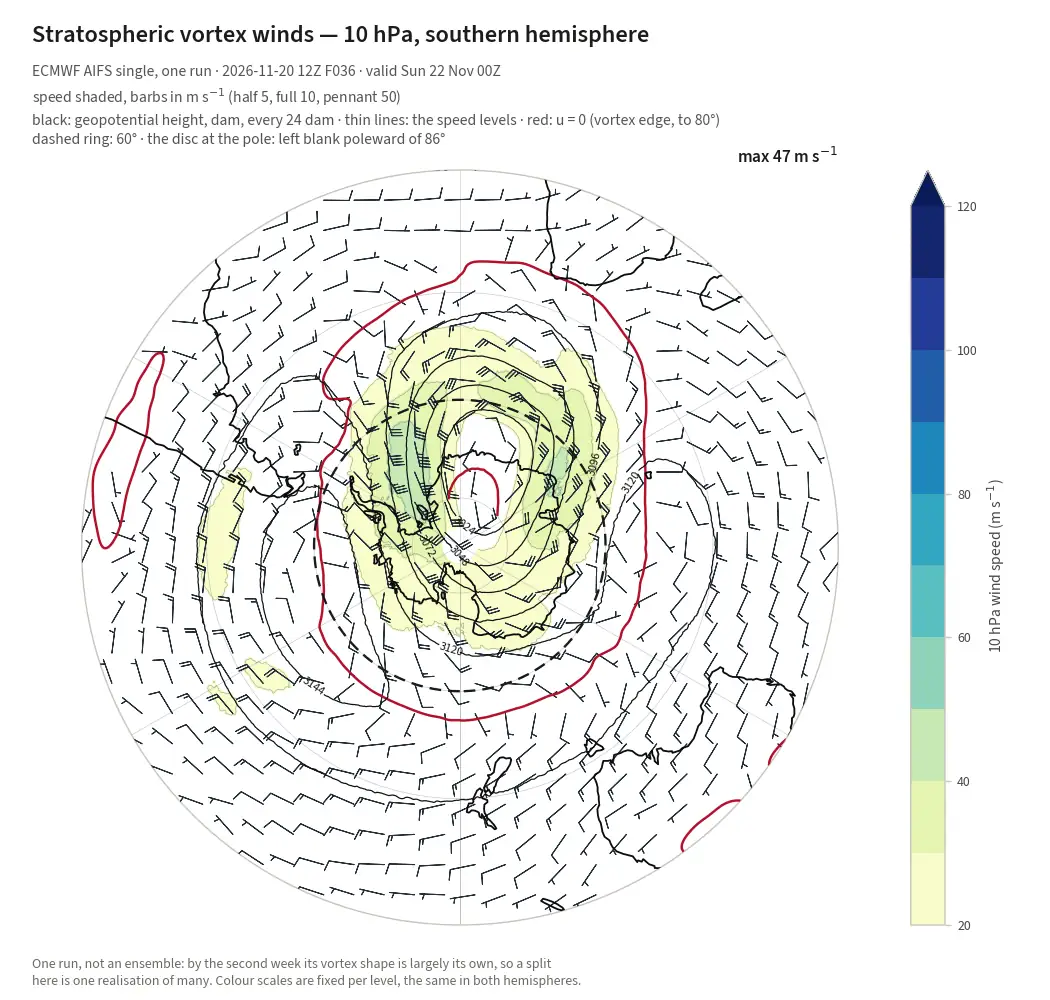 Stratospheric vortex winds — 10 hPa, southern hemisphere
ECMWF AIFS single, one run · 2026-11-20 12Z F036 · valid Sun 22 Nov 00Z
speed shaded, barbs in m s⁻¹ (half 5, full 10, pennant 50)
black: geopotential height, dam, every 24 dam · thin lines: the speed levels · red: u = 0 (vortex edge, to 80°)
dashed ring: 60° · the disc at the pole: left blank poleward of 86°
max 47 m s⁻¹
120
100
80
60
40
20
10 hPa wind speed (m s⁻¹)
3096
3120
3024
3072
3048
3120
3144
One run, not an ensemble: by the second week its vortex shape is largely its own, so a split
here is one realisation of many. Colour scales are fixed per level, the same in both hemispheres.